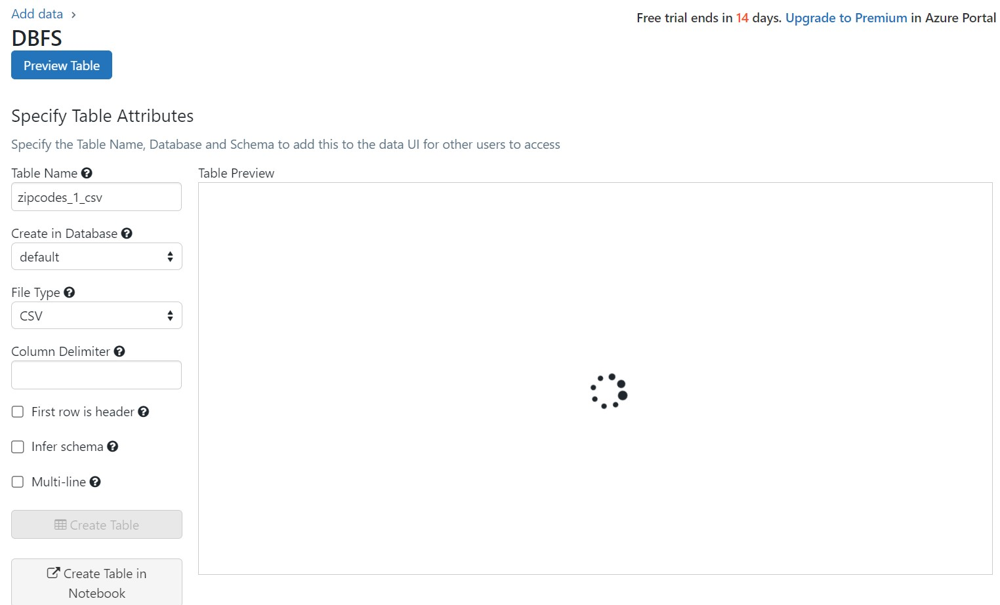 Add data ›
Free trial ends in 14 days. Upgrade to Premium in Azure Portal
DBFS
Preview Table
Specify Table Attributes
Specify the Table Name, Database and Schema to add this to the data UI for other users to access
Table Name ?
zipcodes_1_csv
Create in Database ?
default
File Type ?
CSV
Column Delimiter ?
First row is header ?
Infer schema ?
Multi-line ?
Create Table
Create Table in
Notebook
Table Preview